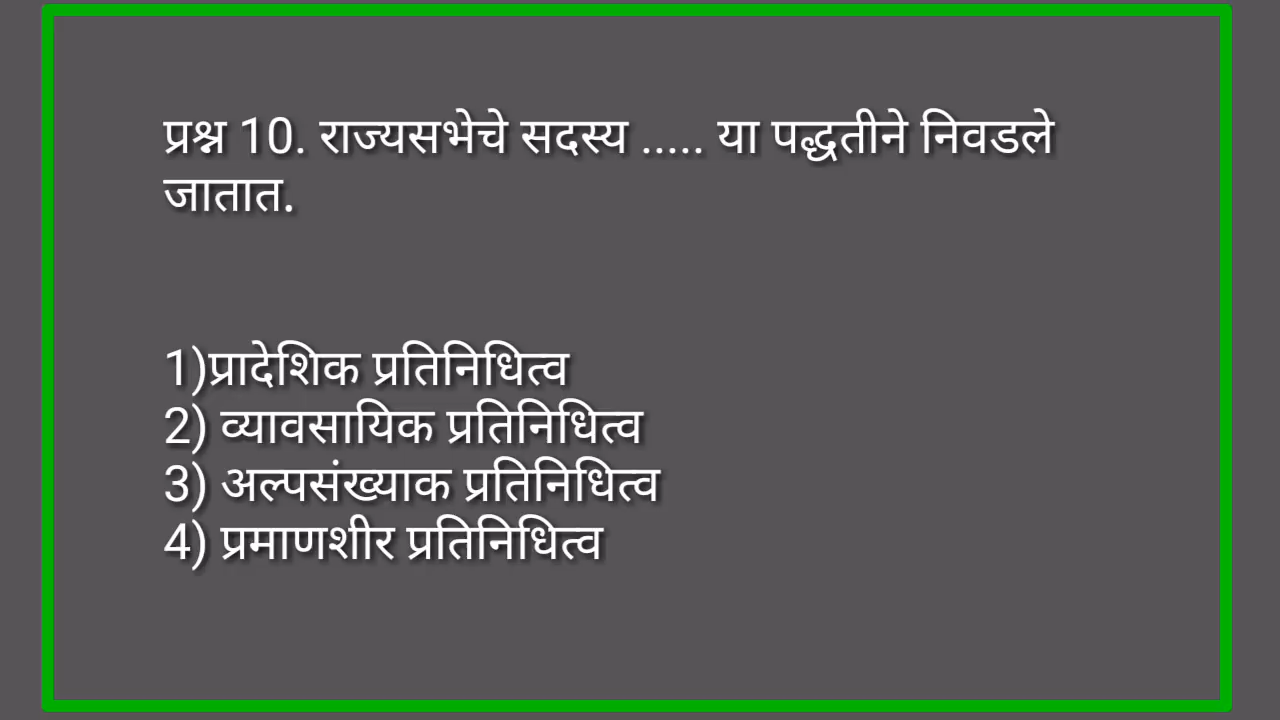 प्रश्न 10. राज्यसभेचे सदस्य ..... या पद्धतीने निवडले
जातात.
1)प्रादेशिक प्रतिनिधित्व
2) व्यावसायिक प्रतिनिधित्व
3) अल्पसंख्याक प्रतिनिधित्व
4) प्रमाणशीर प्रतिनिधित्व